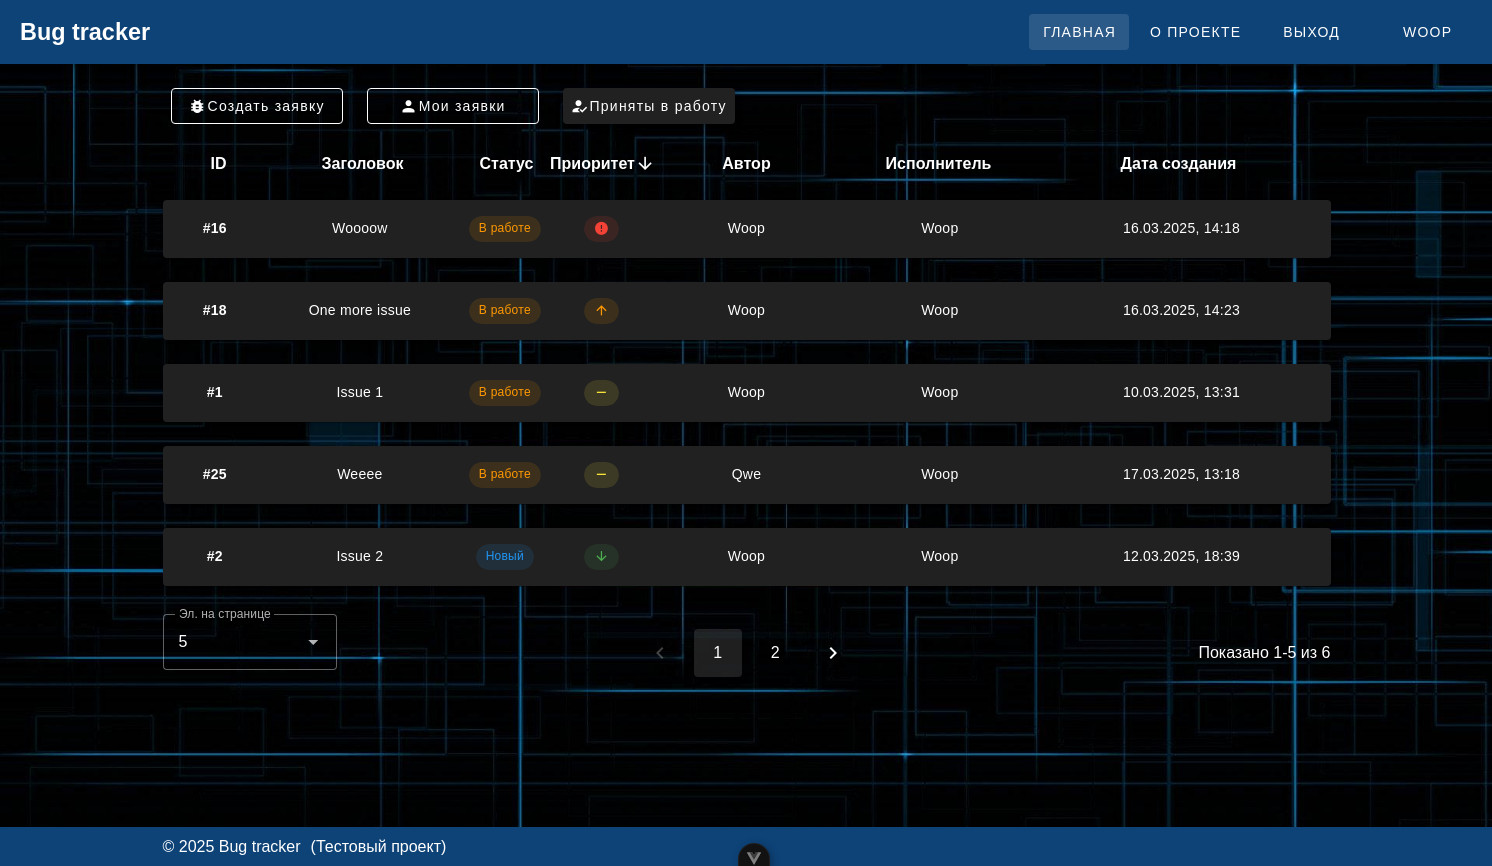 Bug tracker ГЛАВНАЯ О ПРОЕКТЕ ВЫХОД WOOP
Создать заявку Мои заявки Приняты в работу
ID Заголовок Статус Приоритет Автор Исполнитель Дата создания
#16 Woooow В работе Woop Woop 16.03.2025, 14:18
#18 One more issue В работе Woop Woop 16.03.2025, 14:23
#1 Issue 1 В работе Woop Woop 10.03.2025, 13:31
#25 Weeee В работе Qwe Woop 17.03.2025, 13:18
#2 Issue 2 Новый Woop Woop 12.03.2025, 18:39
Эл. на странице
5 1 2 Показано 1-5 из 6
© 2025 Bug tracker (Тестовый проект)